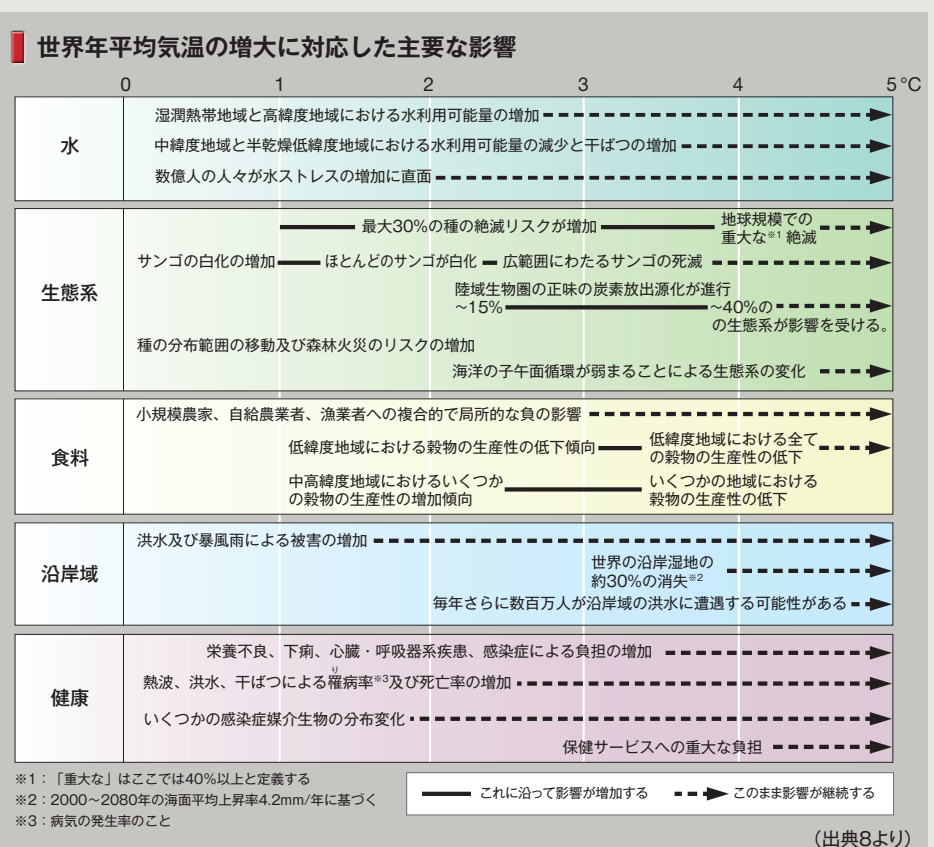 世界年平均気温の増大に対応した主要な影響
0 1 2 3 4 5℃
水
湿潤熱帯地域と高緯度地域における水利用可能量の増加
中緯度地域と半乾燥低緯度地域における水利用可能量の減少と干ばつの増加
数億人の人々が水ストレスの増加に直面
生態系
最大30%の種の絶滅リスクが増加
地球規模での
重大な※1 絶滅
サンゴの白化の増加 ほとんどのサンゴが白化 広範囲にわたるサンゴの死滅
陸域生物圏の正味の炭素放出源化が進行
～15% ～40%の
の生態系が影響を受ける。
種の分布範囲の移動及び森林火災のリスクの増加
海洋の子午面循環が弱まることによる生態系の変化
食料
小規模農家、自給農業者、漁業者への複合的で局所的な負の影響
低緯度地域における穀物の生産性の低下傾向
低緯度地域における全て
の穀物の生産性の低下
中高緯度地域におけるいくつか
の穀物の生産性の増加傾向
いくつかの地域における
穀物の生産性の低下
沿岸域
洪水及び暴風雨による被害の増加
世界の沿岸湿地の
約30%の消失※2
毎年さらに数百万人が沿岸域の洪水に遭遇する可能性がある
健康
栄養不良、下痢、心臓・呼吸器系疾患、感染症による負担の増加
り
熱波、洪水、干ばつによる罹病率※3及び死亡率の増加
いくつかの感染症媒介生物の分布変化
保健サービスへの重大な負担
※1：「重大な」はここでは40%以上と定義する
※2：2000～2080年の海面平均上昇率4.2mm/年に基づく
※3：病気の発生率のこと
これに沿って影響が増加する このまま影響が継続する
（出典8より）